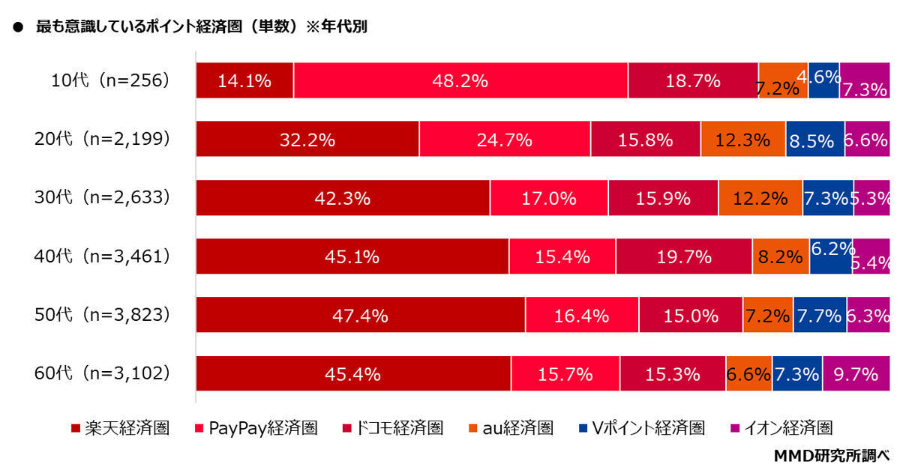 ● 最も意識しているポイント経済圏（単数）※年代別
10代（n=256） 14.1% 48.2% 18.7% 7.2% 4.6% 7.3%
20代（n=2,199） 32.2% 24.7% 15.8% 12.3% 8.5% 6.6%
30代（n=2,633） 42.3% 17.0% 15.9% 12.2% 7.3% 5.3%
40代（n=3,461） 45.1% 15.4% 19.7% 8.2% 6.2% 5.4%
50代（n=3,823） 47.4% 16.4% 15.0% 7.2% 7.7% 6.3%
60代（n=3,102） 45.4% 15.7% 15.3% 6.6% 7.3% 9.7%
楽天経済圏 PayPay経済圏 ドコモ経済圏 au経済圏 Vポイント経済圏 イオン経済圏
MMD研究所調べ